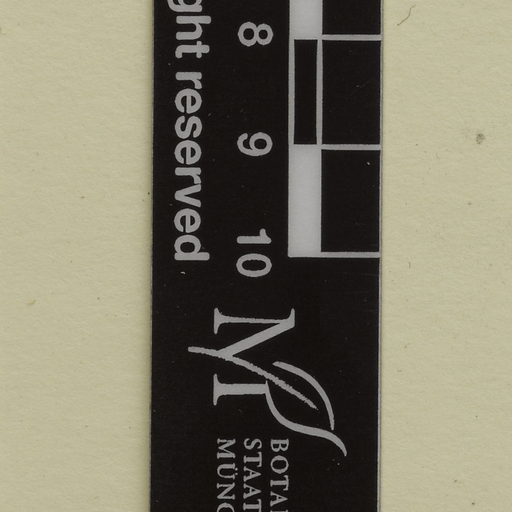 8 9 10
ght reserved
M
BOTA
STAAT
MÜNC